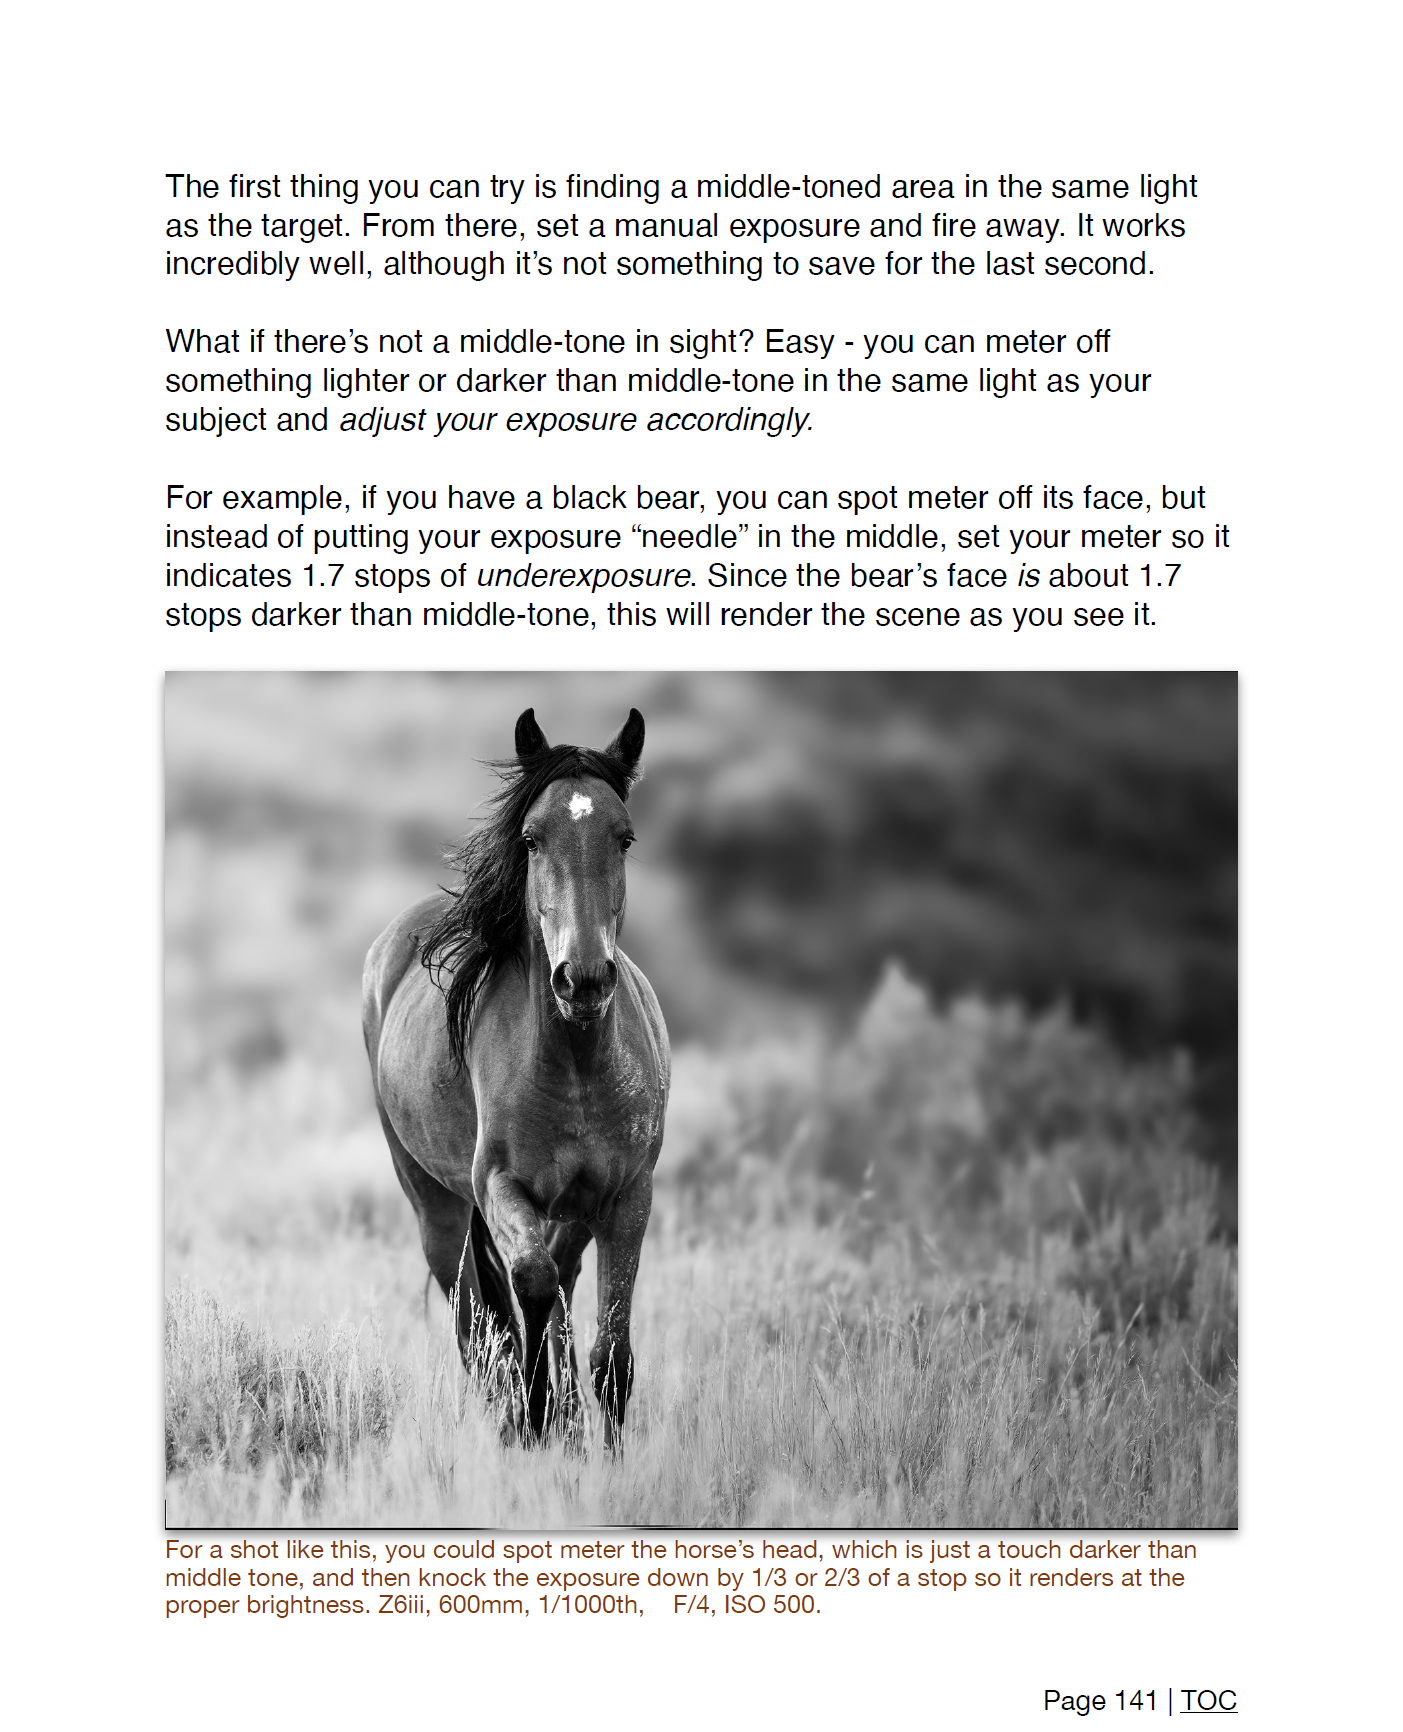 The first thing you can try is finding a middle-toned area in the same light
as the target. From there, set a manual exposure and fire away. It works
incredibly well, although it’s not something to save for the last second.
What if there’s not a middle-tone in sight? Easy - you can meter off
something lighter or darker than middle-tone in the same light as your
subject and adjust your exposure accordingly.
For example, if you have a black bear, you can spot meter off its face, but
instead of putting your exposure “needle” in the middle, set your meter so it
indicates 1.7 stops of underexposure. Since the bear’s face is about 1.7
stops darker than middle-tone, this will render the scene as you see it.
For a shot like this, you could spot meter the horse’s head, which is just a touch darker than
middle tone, and then knock the exposure down by 1/3 or 2/3 of a stop so it renders at the
proper brightness. Z6iii, 600mm, 1/1000th, F/4, ISO 500.
Page 141 | TOC